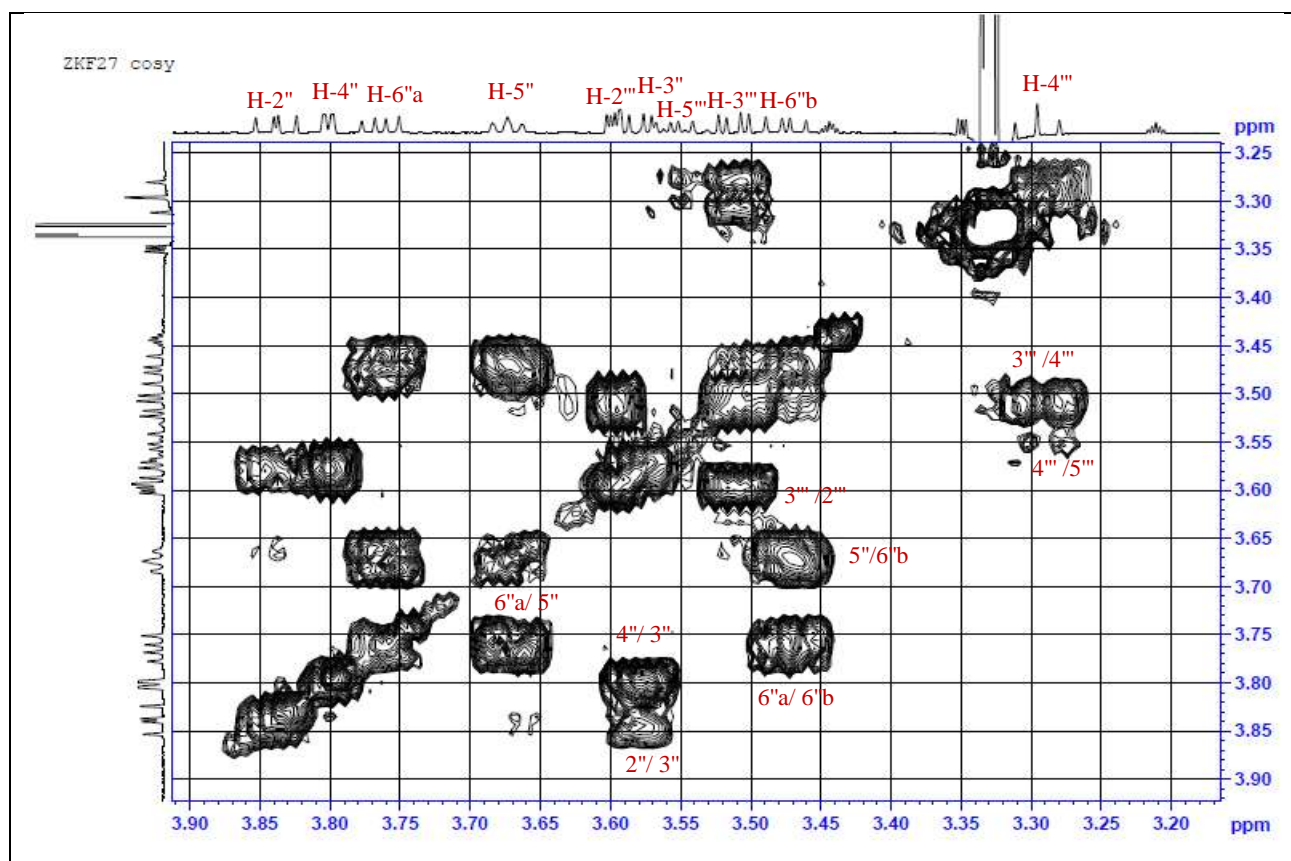 ZKF27 cosy
H-2'' H-4'' H-6''a H-5'' H-2''' H-3'' H-5''' H-3''' H-6''b H-4'''
ppm
3.25
3.30
3.35
3.40
3.45
3.50
3.55
3.60
3.65
3.70
3.75
3.80
3.85
3.90
3''' /4'''
4''' /5'''
3''' /2'''
5''/6''b
6''a/ 5''
4''/ 3''
6''a/ 6''b
2''/ 3''
3.90 3.85 3.80 3.75 3.70 3.65 3.60 3.55 3.50 3.45 3.40 3.35 3.30 3.25 3.20 ppm